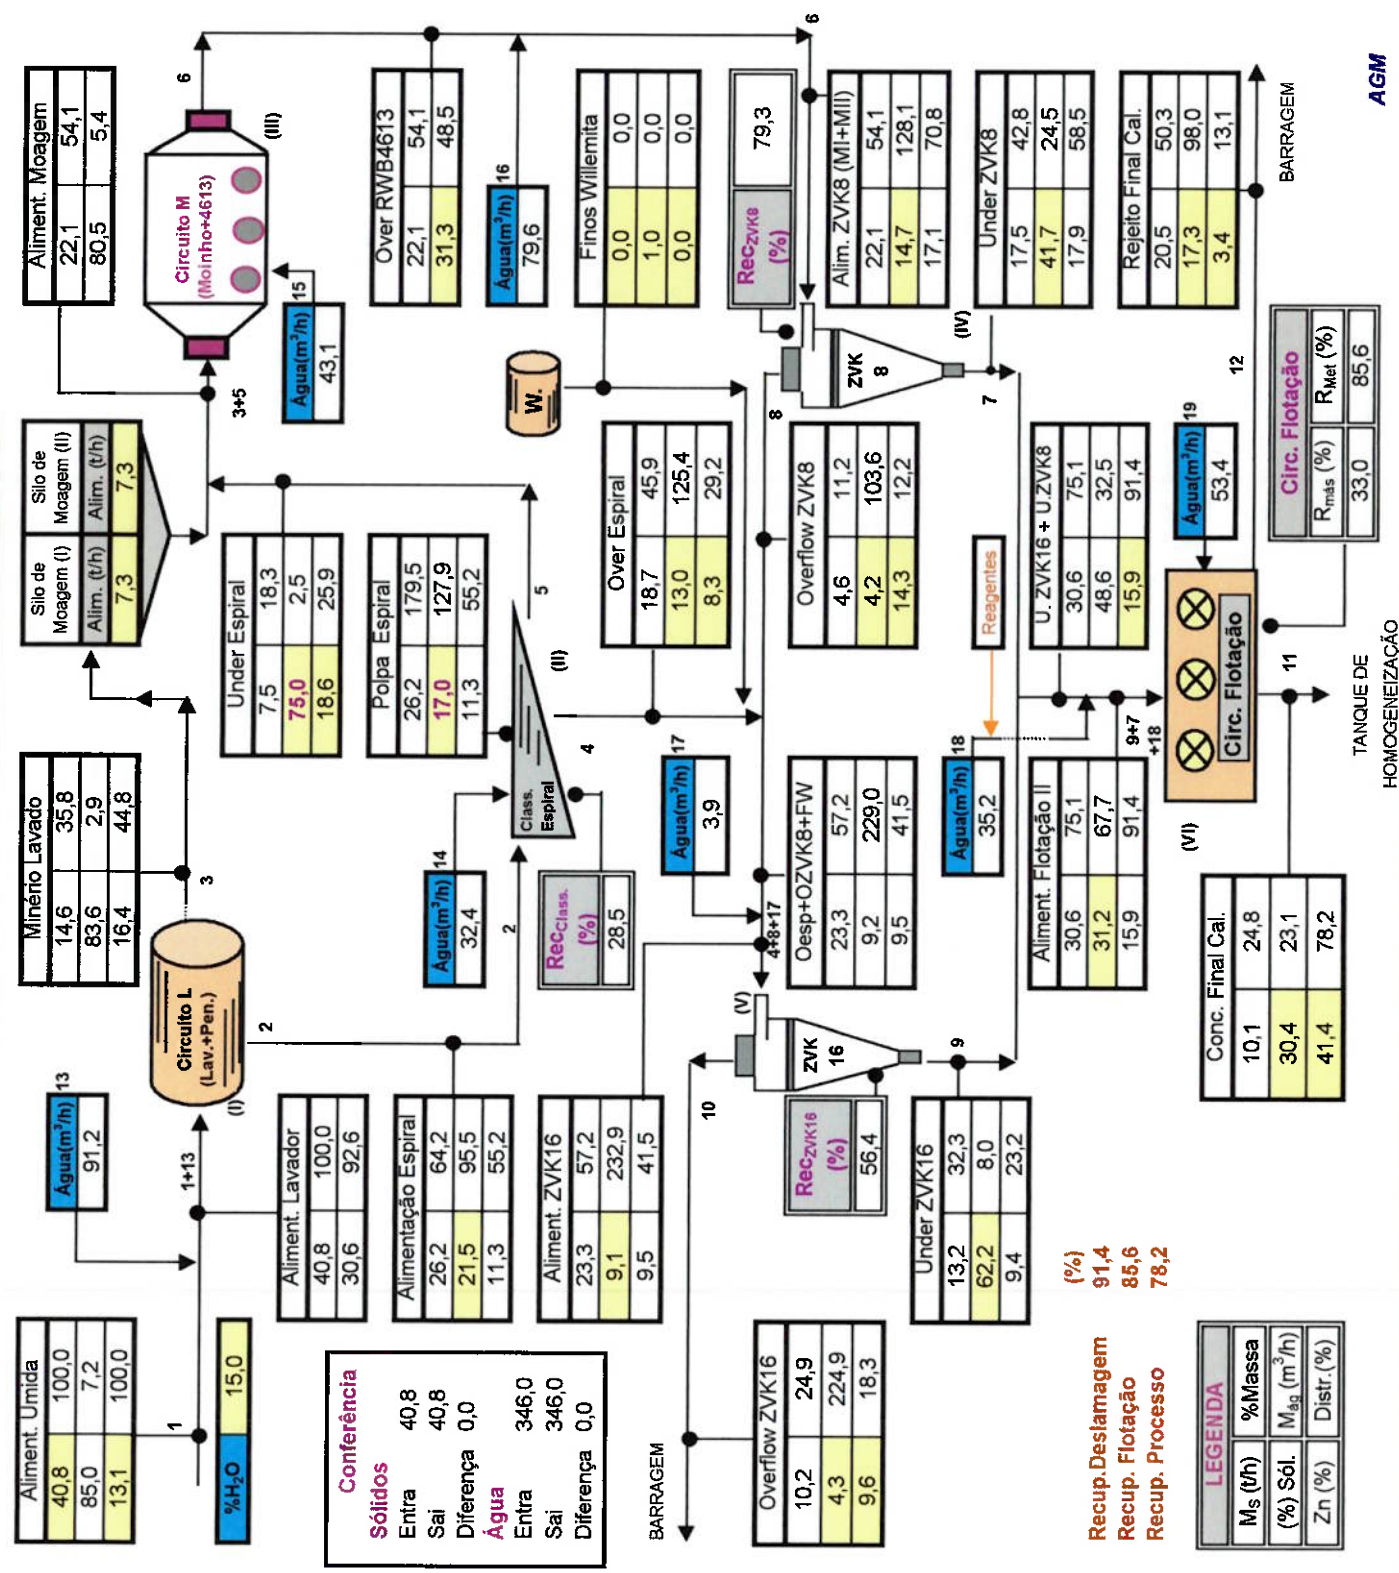 Aliment. Umida
40,8 100,0
85,0 7,2
13,1 100,0
%H₂O 15,0
1
Água(m³/h) 13
91,2
1+13
Circuito L
(Lav.+Pen.)
(I)
Minério Lavado
14,6 35,8
83,6 2,9
16,4 44,8
3
Silo de Moagem (I) Silo de Moagem (II)
Alim. (t/h) Alim. (t/h)
7,3 7,3
Aliment. Moagem
22,1 54,1
80,5 5,4
3+5
Circuito M
(Moinho+4613)
(III)
6
Água(m³/h) 15
43,1
Aliment. Lavador
40,8 100,0
30,6 92,6
2
Alimentação Espiral
26,2 64,2
21,5 95,5
11,3 55,2
2
Água(m³/h) 14
32,4
Under Espiral
7,5 18,3
75,0 2,5
18,6 25,9
Polpa Espiral
26,2 179,5
17,0 127,9
11,3 55,2
Class.
Espiral
(II)
4
5
Rec Class.
(%)
28,5
Over RWB4613
22,1 54,1
31,3 48,5
Água(m³/h) 16
79,6
Finos Willemita
0,0 0,0
1,0 0,0
0,0 0,0
W.
6
Over Espiral
18,7 45,9
13,0 125,4
8,3 29,2
Rec ZVK8
(%)
79,3
ZVK
8
(IV)
8
7
Alim. ZVK8 (MI+MII)
22,1 54,1
14,7 128,1
17,1 70,8
Aliment. ZVK16
23,3 57,2
9,1 232,9
9,5 41,5
Água(m³/h) 17
3,9
4+8+17
Oesp+OZVK8+FW
23,3 57,2
9,2 229,0
9,5 41,5
Overflow ZVK8
4,6 11,2
4,2 103,6
14,3 12,2
Under ZVK8
17,5 42,8
41,7 24,5
17,9 58,5
ZVK
16
(V)
10
9
BARRAGEM
Rec ZVK16
(%)
56,4
Overflow ZVK16
10,2 24,9
4,3 224,9
9,6 18,3
Under ZVK16
13,2 32,3
62,2 8,0
9,4 23,2
Água(m³/h) 18
35,2
Reagentes
U. ZVK16 + U.ZVK8
30,6 75,1
48,6 32,5
15,9 91,4
Aliment. Flotação II
30,6 75,1
31,2 67,7
15,9 91,4
9+7
+18
Água(m³/h) 19
53,4
Rejeito Final Cal.
20,5 50,3
17,3 98,0
3,4 13,1
12
BARRAGEM
Circ. Flotação
(VI)
11
Circ. Flotação
Rmás (%) RMet (%)
33,0 85,6
Conc. Final Cal.
10,1 24,8
30,4 23,1
41,4 78,2
TANQUE DE
HOMOGENEIZAÇÃO
Conferência
Sólidos
Entra 40,8
Sai 40,8
Diferença 0,0
Água
Entra 346,0
Sai 346,0
Diferença 0,0
(%)
Recup.Deslamagem 91,4
Recup. Flotação 85,6
Recup. Processo 78,2
LEGENDA
Ms (t/h) %Massa
(%) Sól. Mág (m³/h)
Zn (%) Distr.(%)
AGM